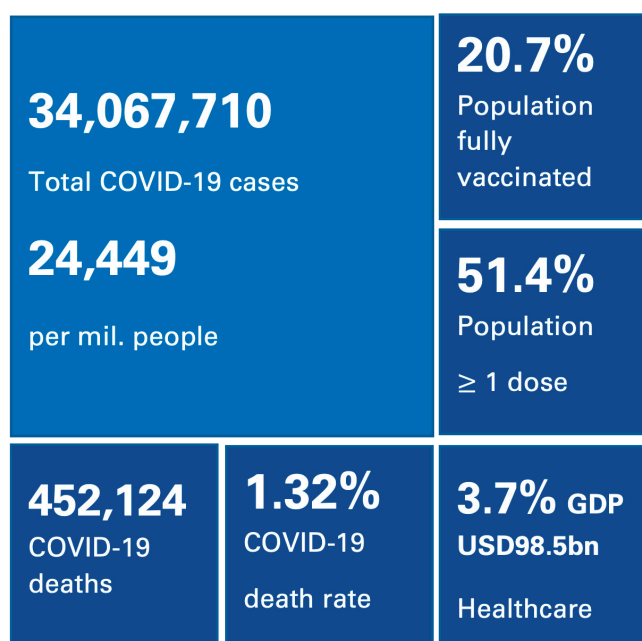 34,067,710
Total COVID-19 cases
24,449
per mil. people
20.7%
Population
fully
vaccinated
51.4%
Population
≥ 1 dose
452,124
COVID-19
deaths
1.32%
COVID-19
death rate
3.7% GDP
USD98.5bn
Healthcare